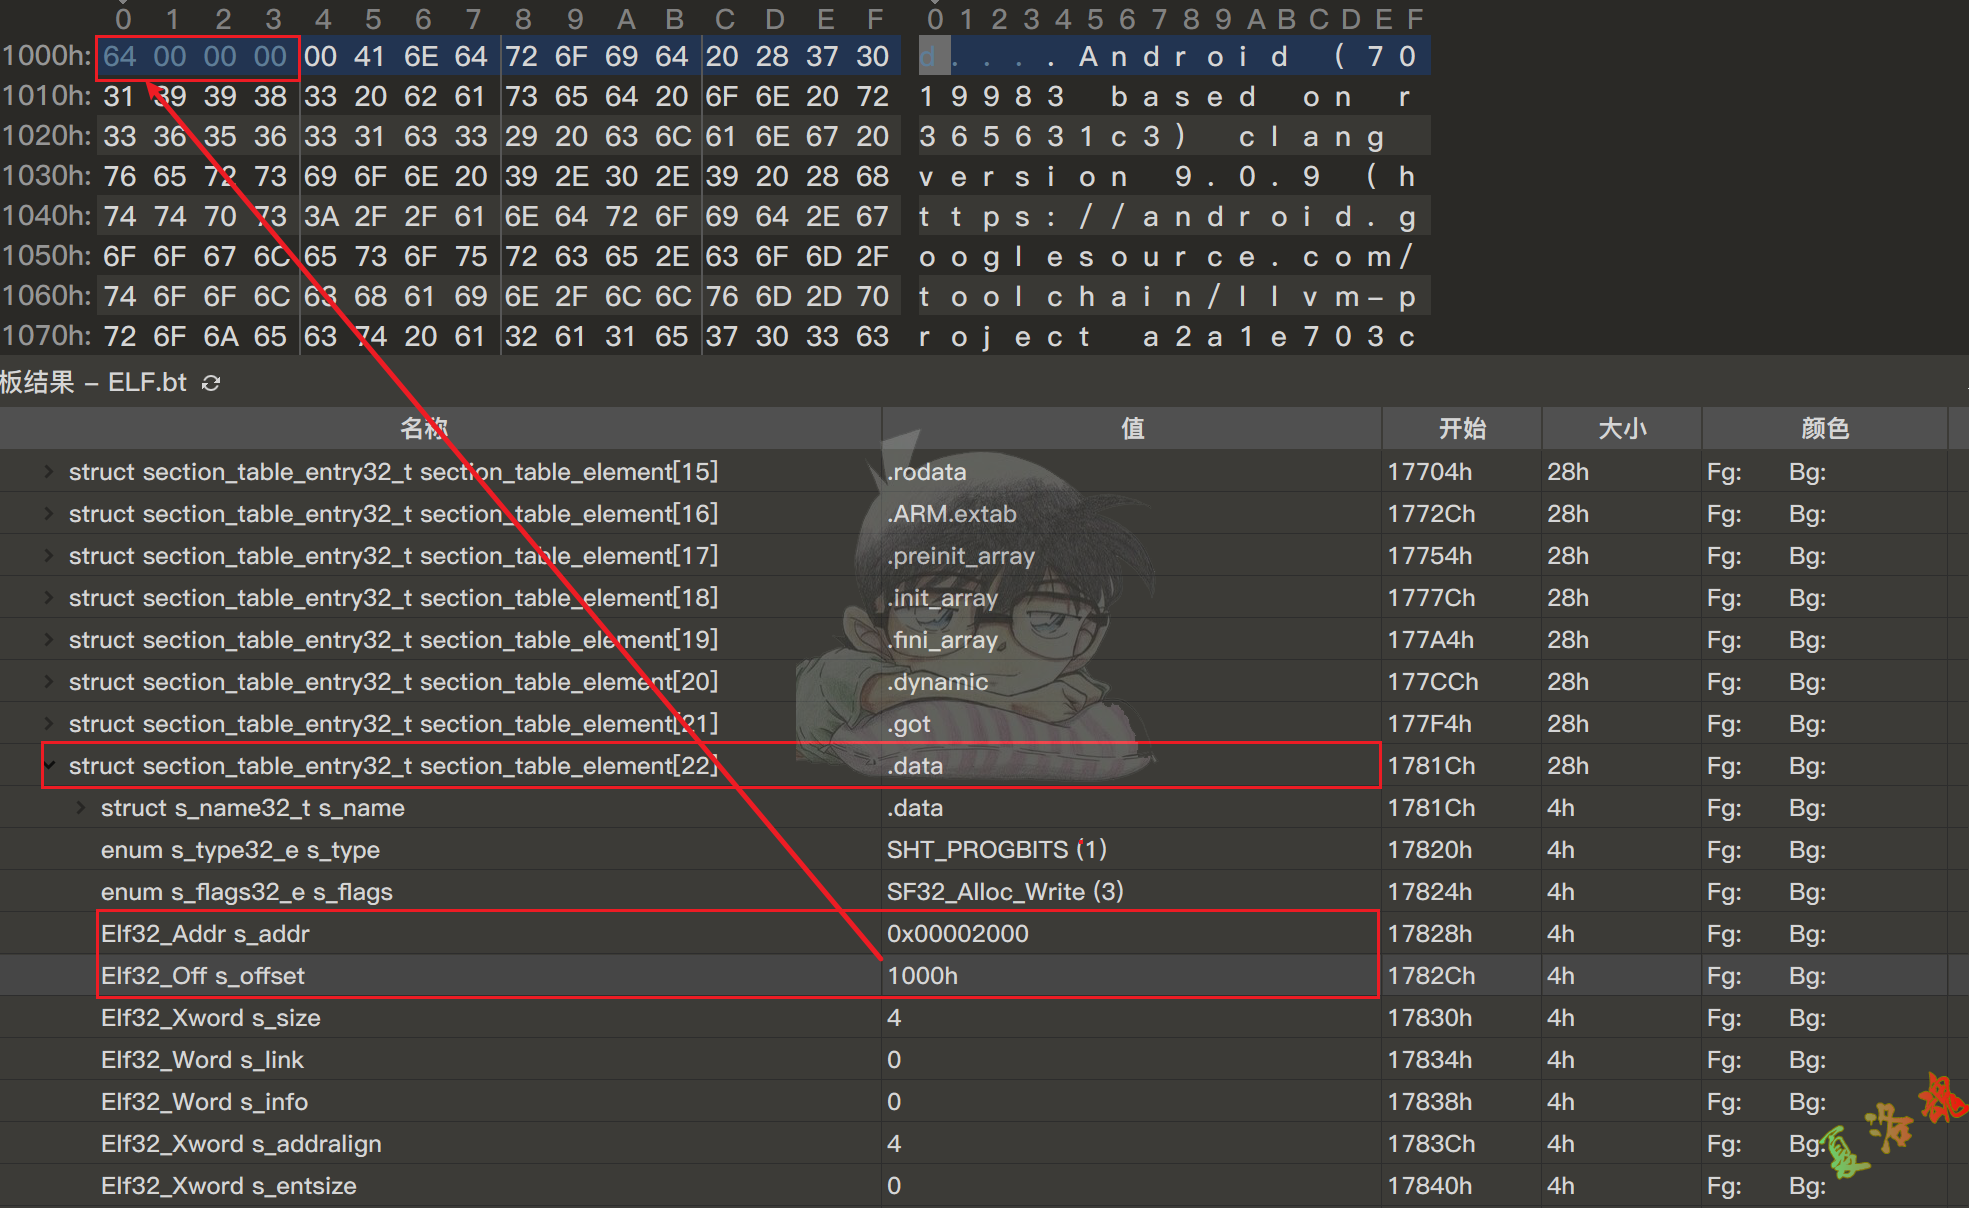 0 1 2 3 4 5 6 7 8 9 A B C D E F 0 1 2 3 4 5 6 7 8 9 A B C D E F
1000h: 64 00 00 00 00 41 6E 64 72 6F 69 64 20 28 37 30 d....Android (70
1010h: 31 39 39 38 33 20 62 61 73 65 64 20 6F 6E 20 72 19983 based on r
1020h: 33 36 35 36 33 31 63 33 29 20 63 6C 61 6E 67 20 365631c3) clang
1030h: 76 65 72 73 69 6F 6E 20 39 2E 30 2E 39 20 28 68 version 9.0.9 (h
1040h: 74 74 70 73 3A 2F 2F 61 6E 64 72 6F 69 64 2E 67 ttps://android.g
1050h: 6F 6F 67 6C 65 73 6F 75 72 63 65 2E 63 6F 6D 2F ooglesource.com/
1060h: 74 6F 6F 6C 63 68 61 69 6E 2F 6C 6C 76 6D 2D 70 toolchain/llvm-p
1070h: 72 6F 6A 65 63 74 20 61 32 61 31 65 37 30 33 63 roject a2a1e703c
板结果 – ELF.bt
名称 值 开始 大小 颜色
struct section_table_entry32_t section_table_element[15] .rodata 17704h 28h Fg: Bg:
struct section_table_entry32_t section_table_element[16] .ARM.extab 1772Ch 28h Fg: Bg:
struct section_table_entry32_t section_table_element[17] .preinit_array 17754h 28h Fg: Bg:
struct section_table_entry32_t section_table_element[18] .init_array 1777Ch 28h Fg: Bg:
struct section_table_entry32_t section_table_element[19] .fini_array 177A4h 28h Fg: Bg:
struct section_table_entry32_t section_table_element[20] .dynamic 177CCh 28h Fg: Bg:
struct section_table_entry32_t section_table_element[21] .got 177F4h 28h Fg: Bg:
struct section_table_entry32_t section_table_element[22] .data 1781Ch 28h Fg: Bg:
struct s_name32_t s_name .data 1781Ch 4h Fg: Bg:
enum s_type32_e s_type SHT_PROGBITS (1) 17820h 4h Fg: Bg:
enum s_flags32_e s_flags SF32_Alloc_Write (3) 17824h 4h Fg: Bg:
Elf32_Addr s_addr 0x00002000 17828h 4h Fg: Bg:
Elf32_Off s_offset 1000h 1782Ch 4h Fg: Bg:
Elf32_Xword s_size 4 17830h 4h Fg: Bg:
Elf32_Word s_link 0 17834h 4h Fg: Bg:
Elf32_Word s_info 0 17838h 4h Fg: Bg:
Elf32_Xword s_addralign 4 1783Ch 4h Fg: Bg:
Elf32_Xword s_entsize 0 17840h 4h Fg: Bg:
夏洛